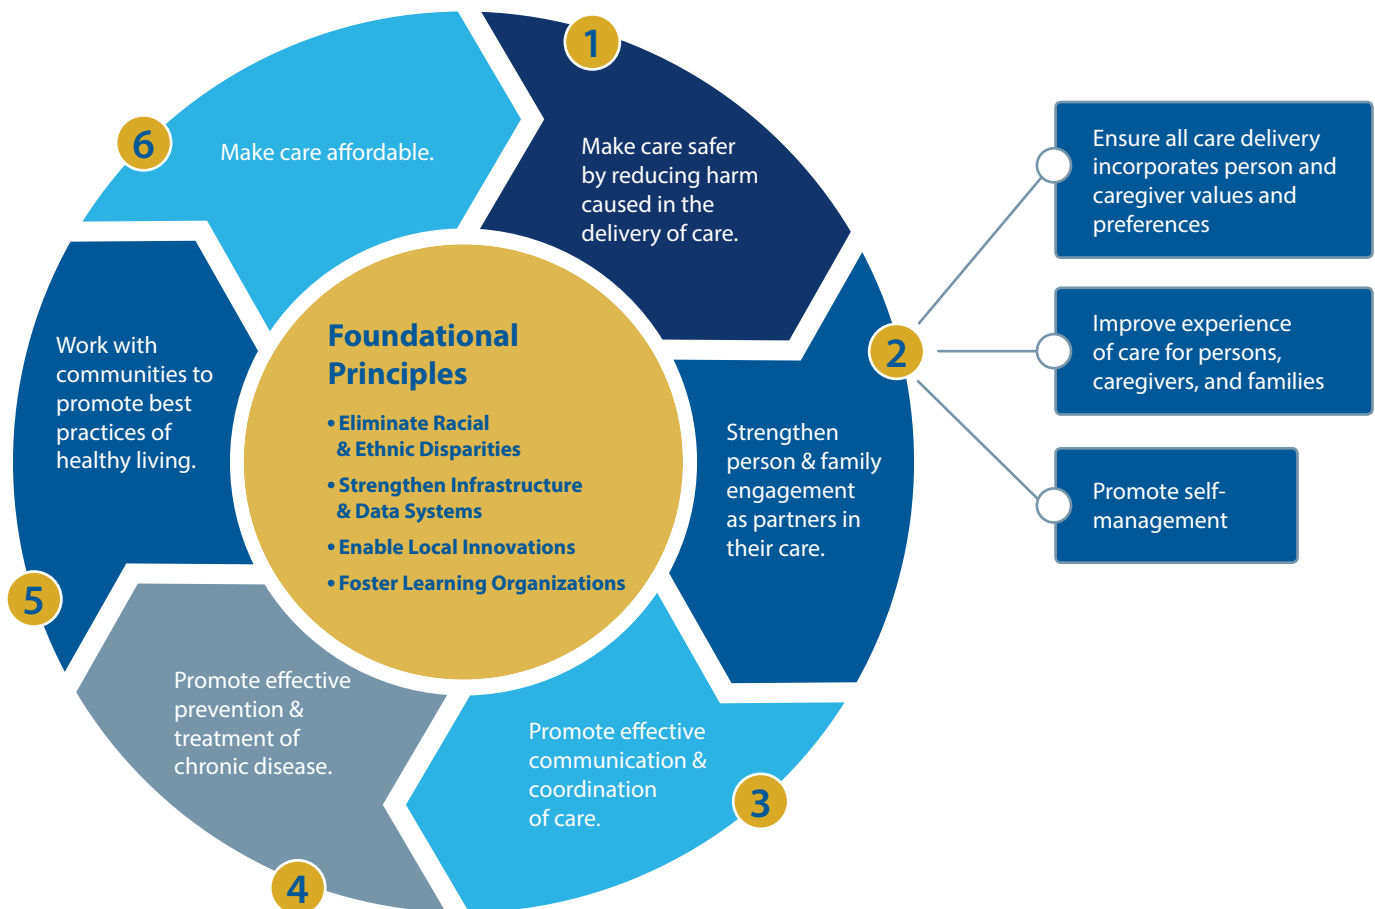 1
Make care safer
by reducing harm
caused in the
delivery of care.
2
Strengthen
person & family
engagement
as partners in
their care.
Ensure all care delivery
incorporates person and
caregiver values and
preferences
Improve experience
of care for persons,
caregivers, and families
Promote self-
management
3
Promote effective
communication &
coordination
of care.
4
Promote effective
prevention &
treatment of
chronic disease.
5
Work with
communities to
promote best
practices of
healthy living.
6
Make care affordable.
Foundational
Principles
• Eliminate Racial
& Ethnic Disparities
• Strengthen Infrastructure
& Data Systems
• Enable Local Innovations
• Foster Learning Organizations